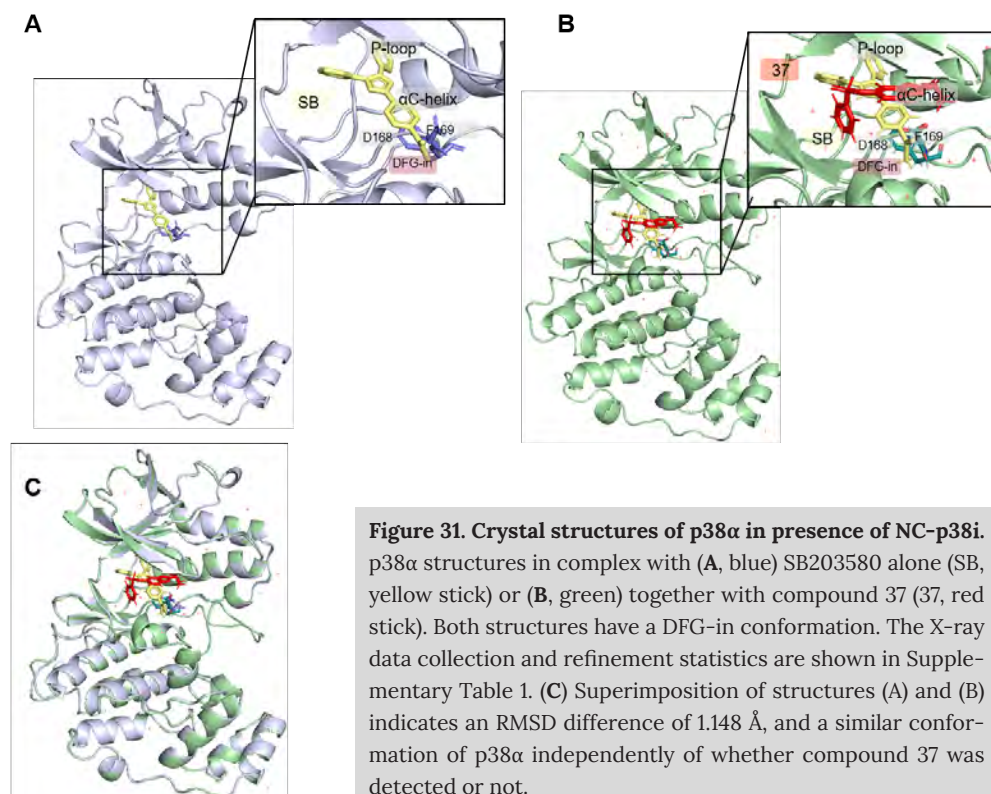 A
P-loop
SB
αC-helix
D168
F169
DFG-in
B
37
P-loop
αC-helix
SB
D168
F169
DFG-in
C
Figure 31. Crystal structures of p38α in presence of NC-p38i.
p38α structures in complex with (A, blue) SB203580 alone (SB,
yellow stick) or (B, green) together with compound 37 (37, red
stick). Both structures have a DFG-in conformation. The X-ray
data collection and refinement statistics are shown in Supple-
mentary Table 1. (C) Superimposition of structures (A) and (B)
indicates an RMSD difference of 1.148 Å, and a similar confor-
mation of p38α independently of whether compound 37 was
detected or not.